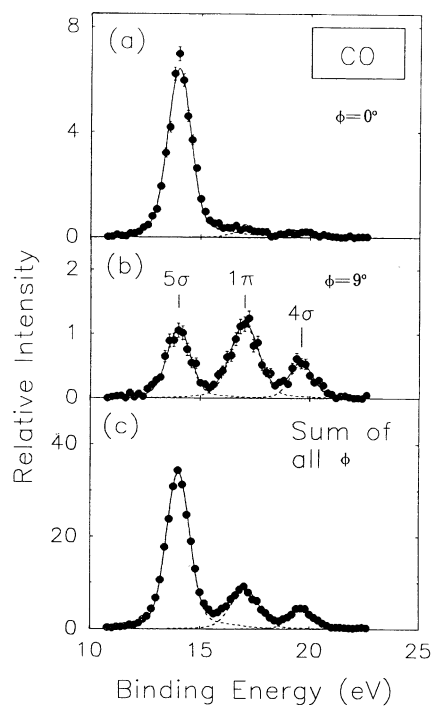 8
(a)
CO
ϕ=0°
4
0
(b)
5σ
1π
ϕ=9°
2
4σ
1
0
(c)
Sum of
all ϕ
40
20
0
10
15
20
25
Relative Intensity
Binding Energy (eV)